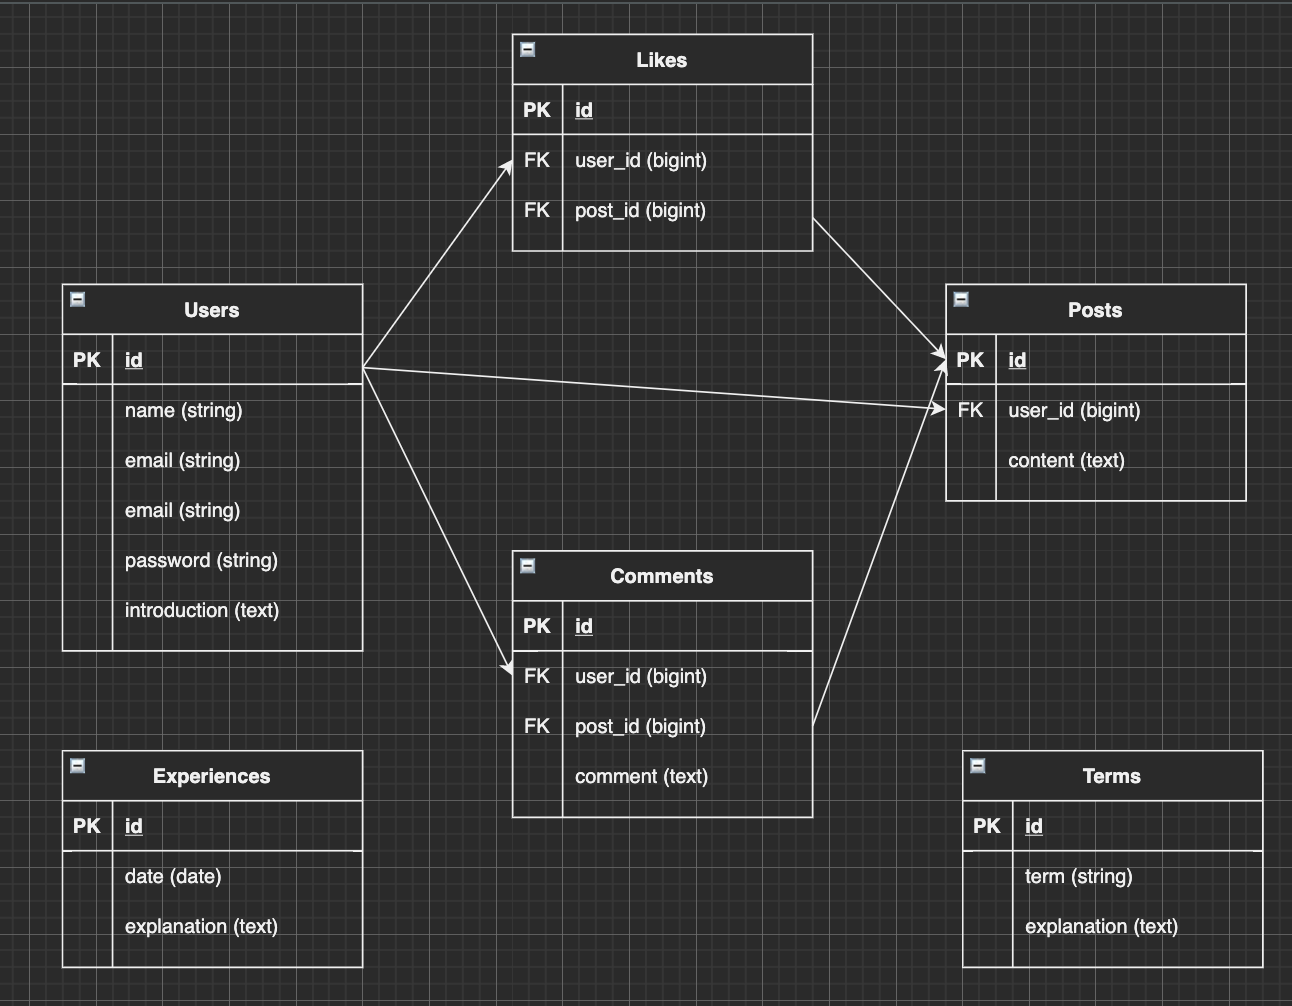 Likes
PK id
FK user_id (bigint)
FK post_id (bigint)
Users
PK id
name (string)
email (string)
email (string)
password (string)
introduction (text)
Posts
PK id
FK user_id (bigint)
content (text)
Comments
PK id
FK user_id (bigint)
FK post_id (bigint)
comment (text)
Experiences
PK id
date (date)
explanation (text)
Terms
PK id
term (string)
explanation (text)